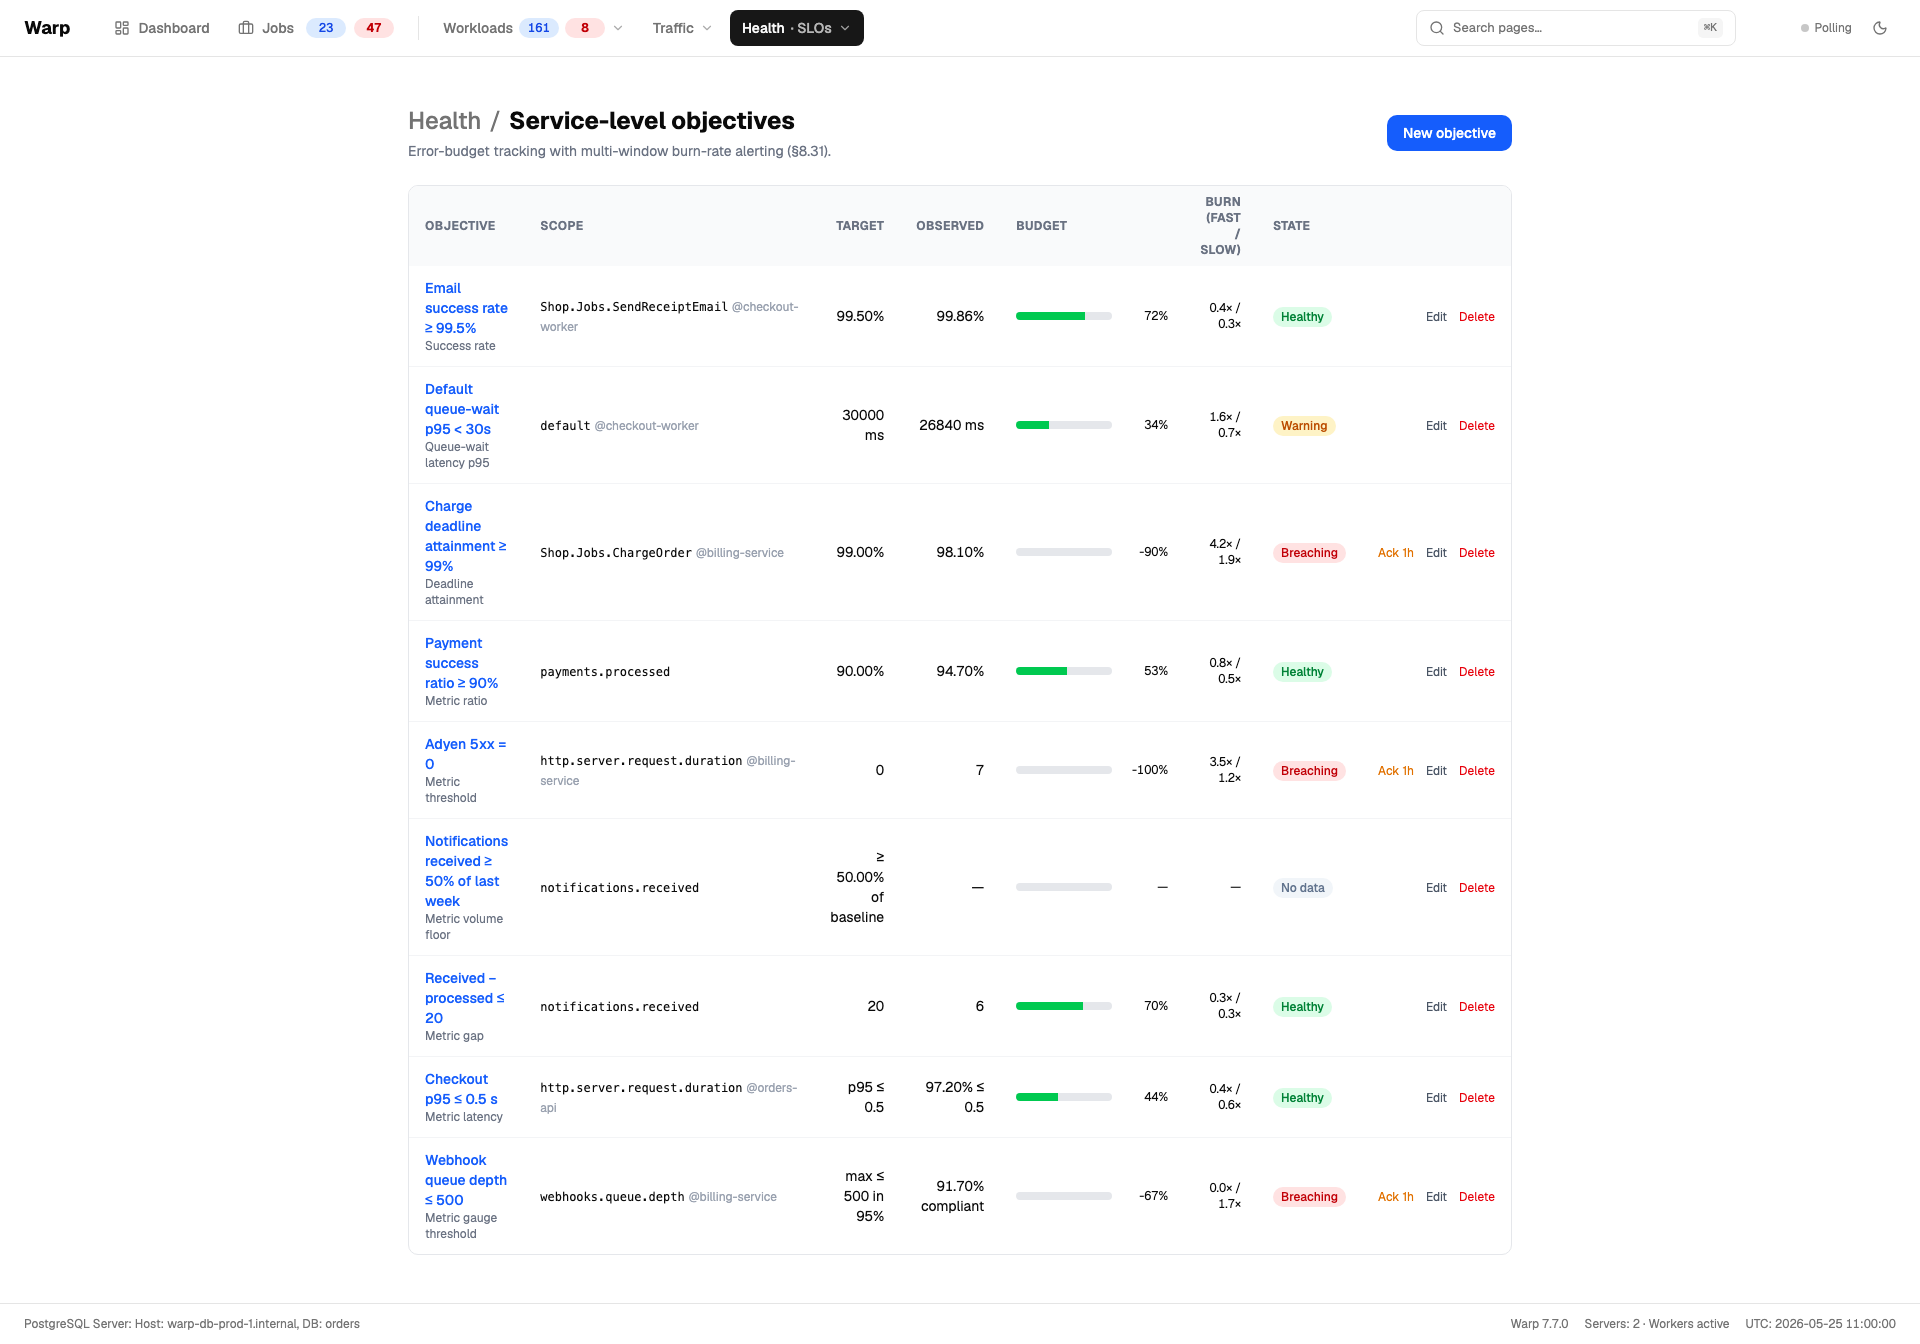 Warp
Dashboard
Jobs 23 47
Workloads 161 8
Traffic
Health · SLOs
Search pages... ⌘K
Polling
Health / Service-level objectives
Error-budget tracking with multi-window burn-rate alerting (§8.31).
New objective
OBJECTIVE SCOPE TARGET OBSERVED BUDGET BURN (FAST / SLOW) STATE
Email
success rate
≥ 99.5%
Success rate
Shop.Jobs.SendReceiptEmail @checkout-
worker
99.50% 99.86% 72%
0.4× /
0.3×
Healthy Edit Delete
Default
queue-wait
p95 < 30s
Queue-wait
latency p95
default @checkout-worker
30000
ms
26840 ms 34%
1.6× /
0.7×
Warning Edit Delete
Charge
deadline
attainment ≥
99%
Deadline
attainment
Shop.Jobs.ChargeOrder @billing-service
99.00% 98.10% -90%
4.2× /
1.9×
Breaching Ack 1h Edit Delete
Payment
success
ratio ≥ 90%
Metric ratio
payments.processed
90.00% 94.70% 53%
0.8× /
0.5×
Healthy Edit Delete
Adyen 5xx =
0
Metric
threshold
http.server.request.duration @billing-
service
0 7 -100%
3.5× /
1.2×
Breaching Ack 1h Edit Delete
Notifications
received ≥
50% of last
week
Metric volume
floor
notifications.received
≥
50.00%
of
baseline
— — —
No data Edit Delete
Received −
processed ≤
20
Metric gap
notifications.received
20 6 70%
0.3× /
0.3×
Healthy Edit Delete
Checkout
p95 ≤ 0.5 s
Metric latency
http.server.request.duration @orders-
api
p95 ≤
0.5
97.20% ≤
0.5
44%
0.4× /
0.6×
Healthy Edit Delete
Webhook
queue depth
≤ 500
Metric gauge
threshold
webhooks.queue.depth @billing-service
max ≤
500 in
95%
91.70%
compliant
-67%
0.0× /
1.7×
Breaching Ack 1h Edit Delete
PostgreSQL Server: Host: warp-db-prod-1.internal, DB: orders
Warp 7.7.0 Servers: 2 · Workers active UTC: 2026-05-25 11:00:00